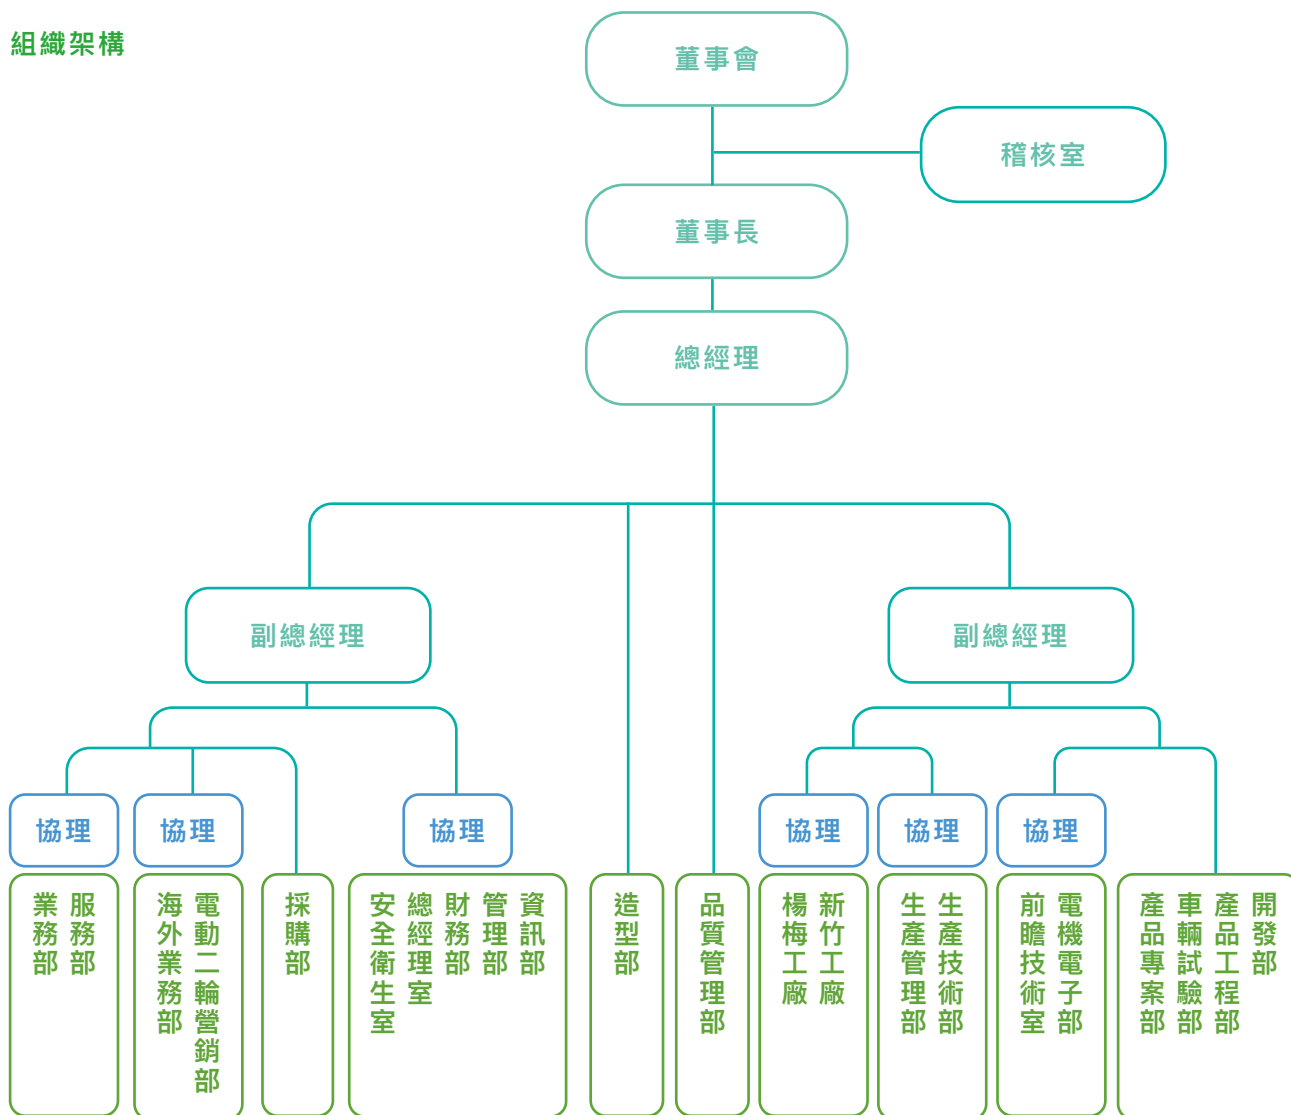 組織架構
董事會
稽核室
董事長
總經理
副總經理
副總經理
協理
協理
協理
協理
協理
協理
服務部
業務部
電動二輪營銷部
海外業務部
採購部
資訊部
管理部
財務部
總經理室
安全衛生室
造型部
品質管理部
新竹工廠
楊梅工廠
生產技術部
生產管理部
電機電子部
前瞻技術室
開發部
產品工程部
車輛試驗部
產品專案部